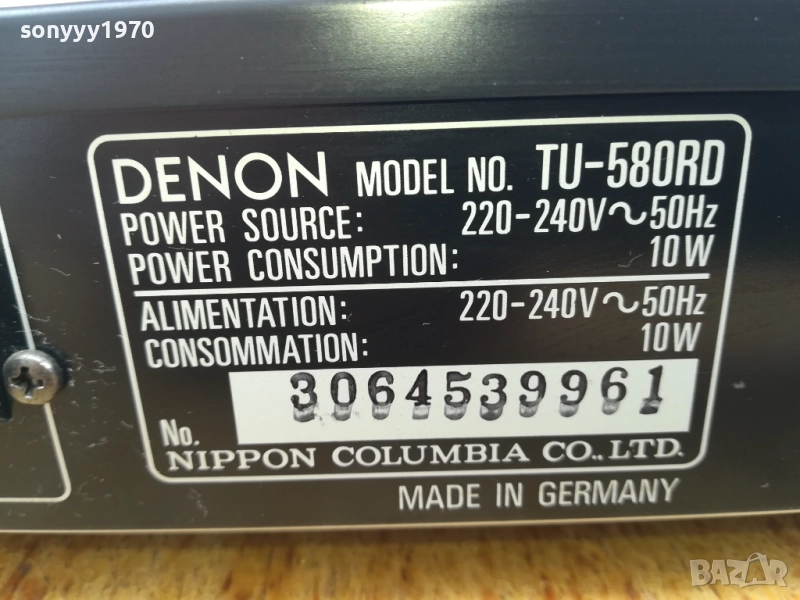 sonyyy1970
DENON MODEL NO. TU-580RD
POWER SOURCE: 220-240V~50Hz
POWER CONSUMPTION: 10W
ALIMENTATION: 220-240V~50Hz
CONSOMMATION: 10W
No. 3064539961
NIPPON COLUMBIA CO., LTD.
MADE IN GERMANY
BAZAR